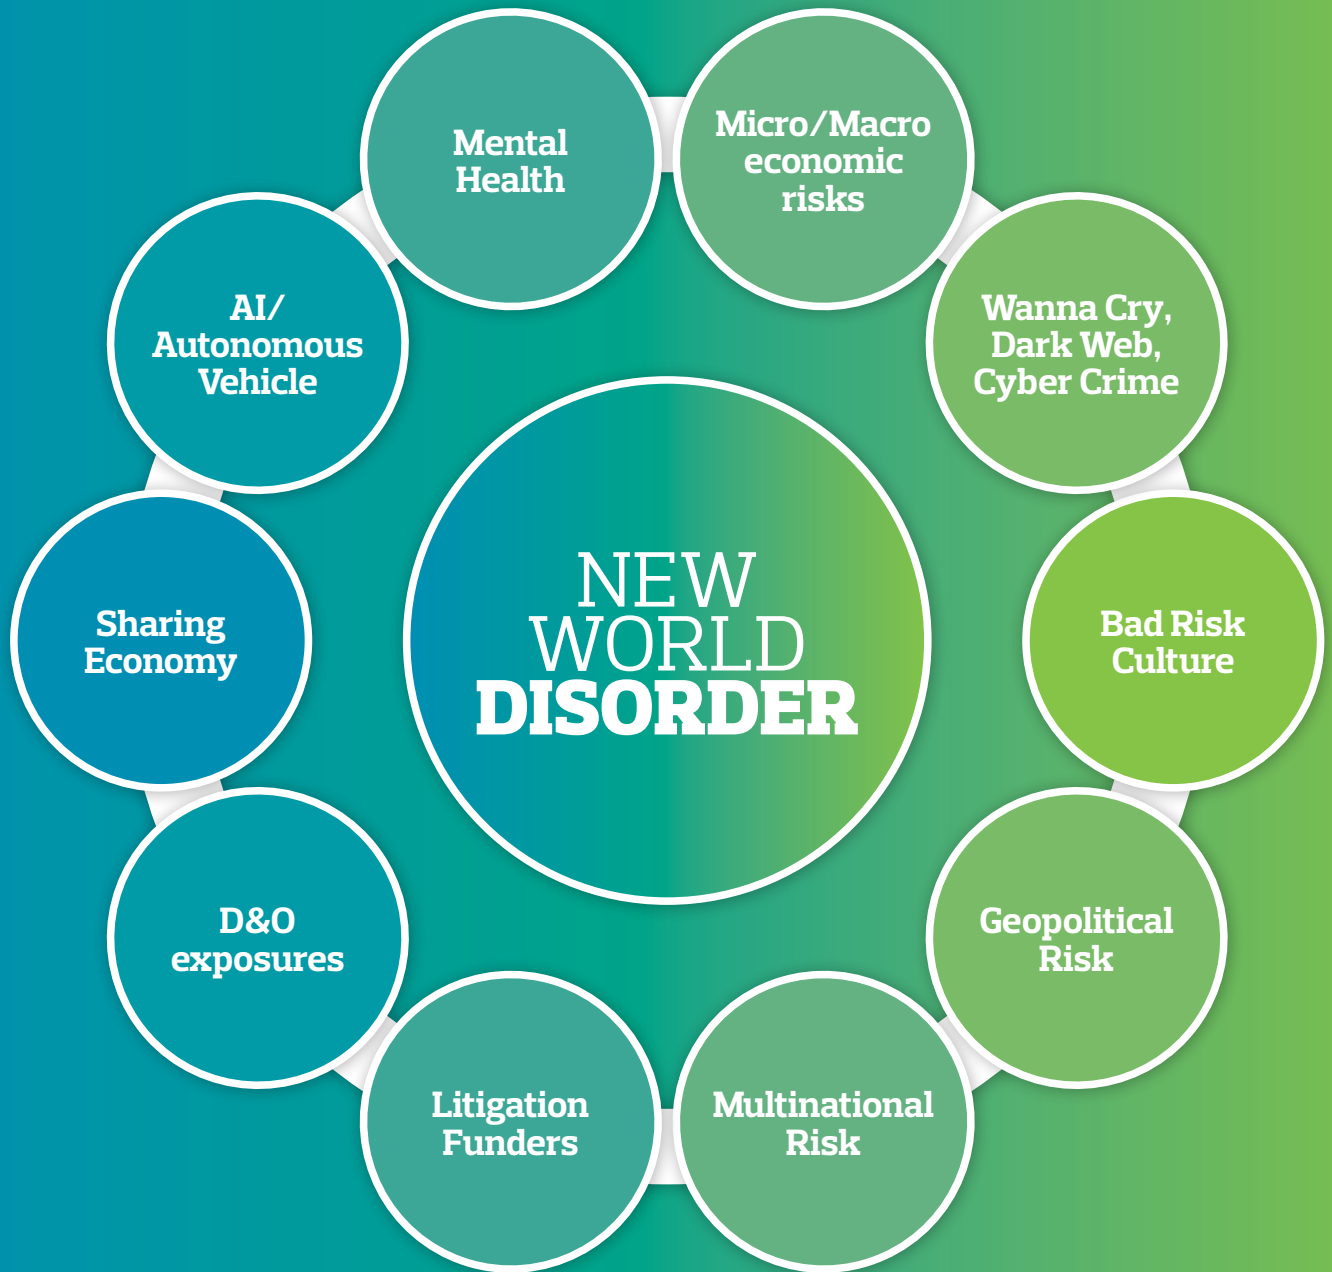 Mental
Health
Micro/Macro
economic
risks
AI/
Autonomous
Vehicle
Wanna Cry,
Dark Web,
Cyber Crime
Sharing
Economy
NEW
WORLD
DISORDER
Bad Risk
Culture
D&O
exposures
Geopolitical
Risk
Litigation
Funders
Multinational
Risk